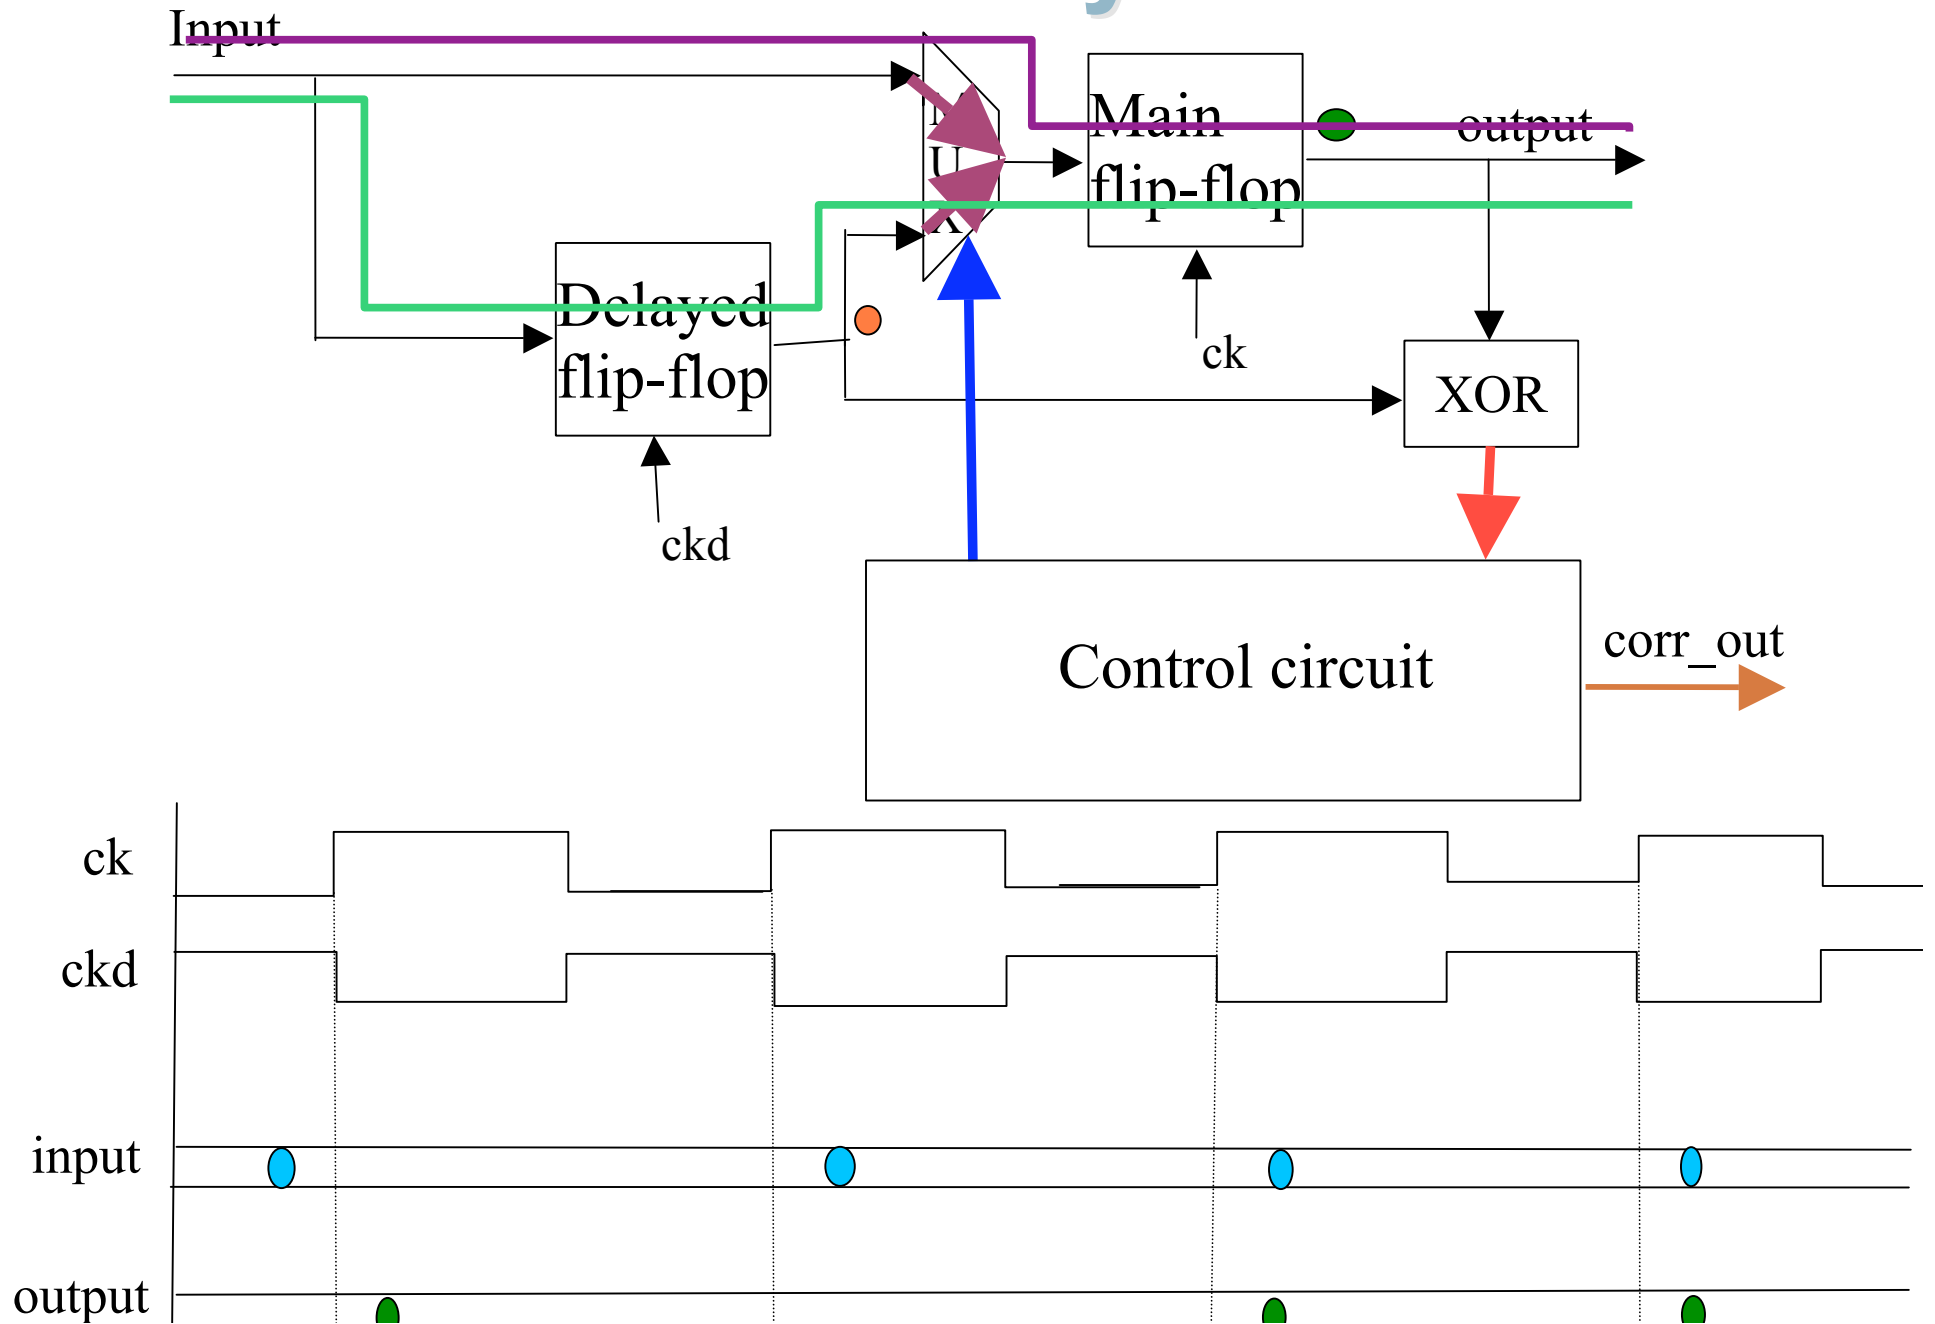 Input
Main
flip-flop
output
M
U
X
Delayed
flip-flop
ck
XOR
ckd
Control circuit
corr_out
ck
ckd
input
output